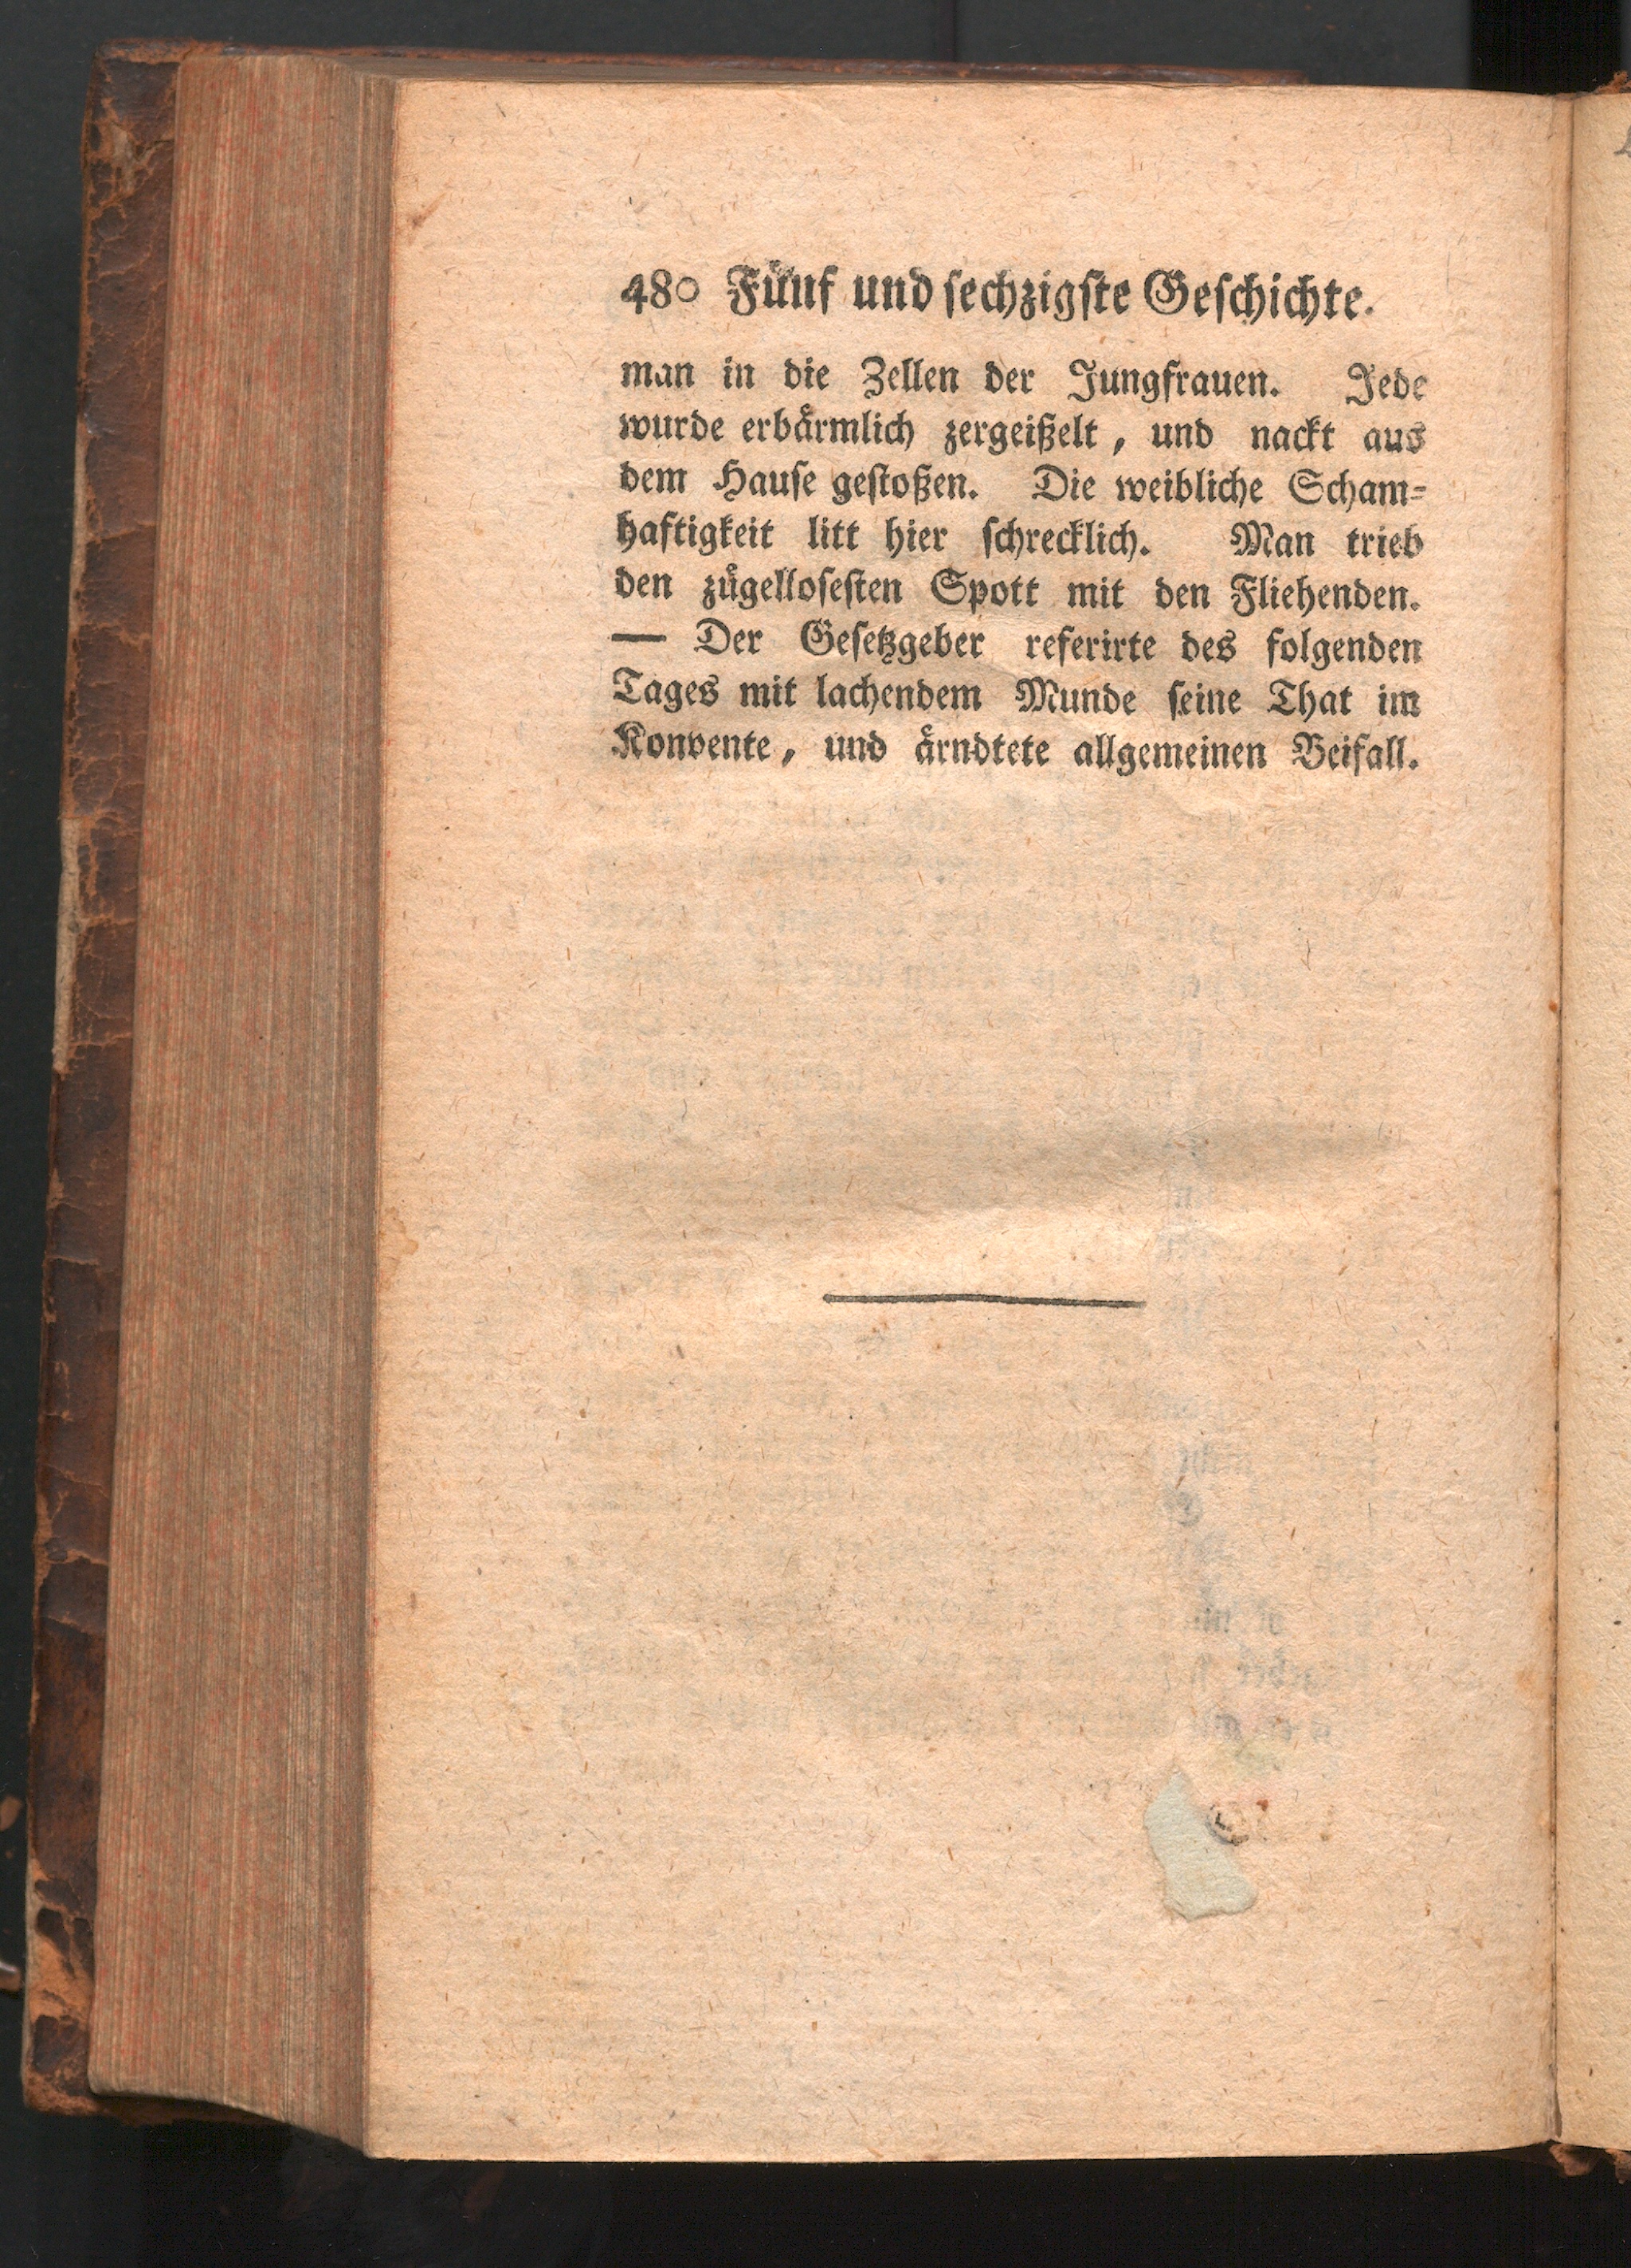 480 Fünf und sechzigste Geschichte.
man in die Zellen der Jungfrauen. Jede
wurde erbärmlich zergeißelt, und nackt aus
dem Hause gestoßen. Die weibliche Scham-
haftigkeit litt hier schrecklich. Man trieb
den zügellosesten Spott mit den Fliehenden.
— Der Gesetzgeber referirte des folgenden
Tages mit lachendem Munde seine That im
Konvente, und ärndtete allgemeinen Beifall.